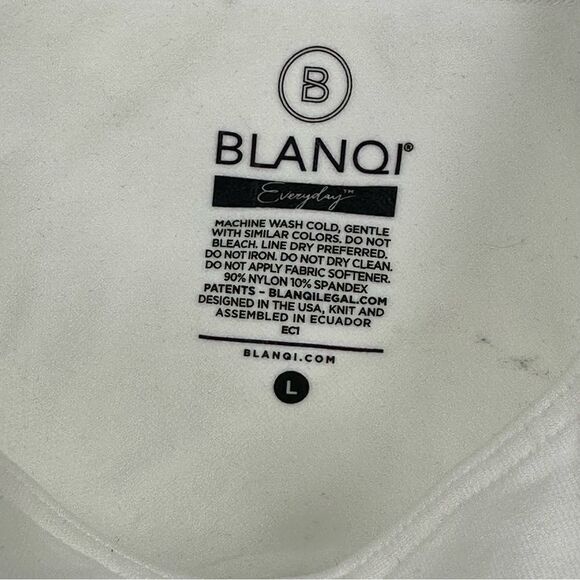 B
BLANQI®
Everyday™
MACHINE WASH COLD, GENTLE
WITH SIMILAR COLORS. DO NOT
BLEACH. LINE DRY PREFERRED.
DO NOT IRON. DO NOT DRY CLEAN.
DO NOT APPLY FABRIC SOFTENER.
90% NYLON 10% SPANDEX
PATENTS – BLANQILEGAL.COM
DESIGNED IN THE USA, KNIT AND
ASSEMBLED IN ECUADOR
EC1
BLANQI.COM
L